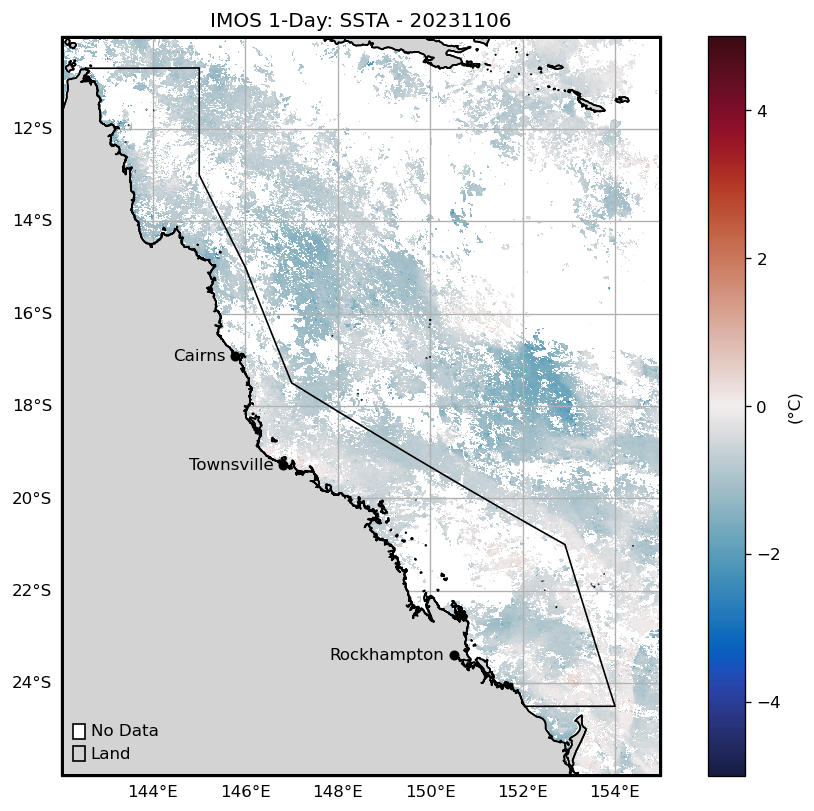 IMOS 1-Day: SSTA - 20231106
12°S
14°S
16°S
18°S
20°S
22°S
24°S
Cairns
Townsville
Rockhampton
No Data
Land
144°E
146°E
148°E
150°E
152°E
154°E
4
2
0
−2
−4
(°C)